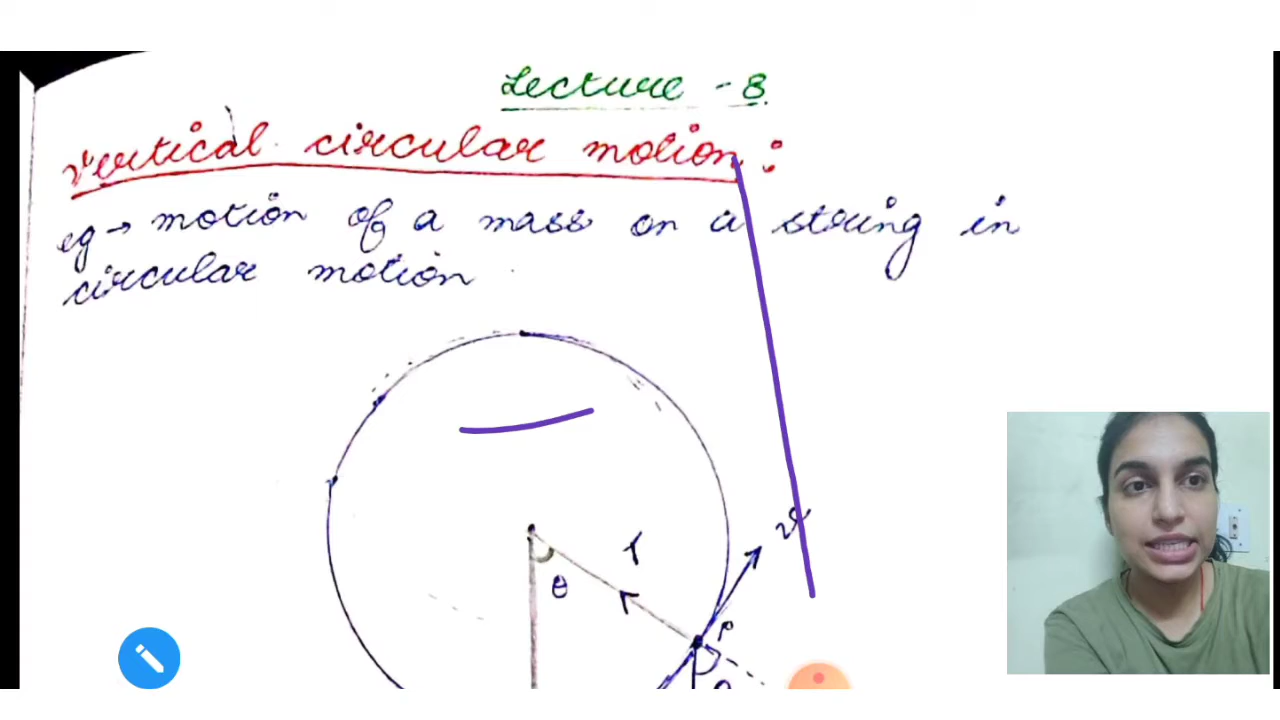 Lecture - 8.
Vertical circular motion :
eg → motion of a mass on a string in
circular motion
v
r
θ
P
θ